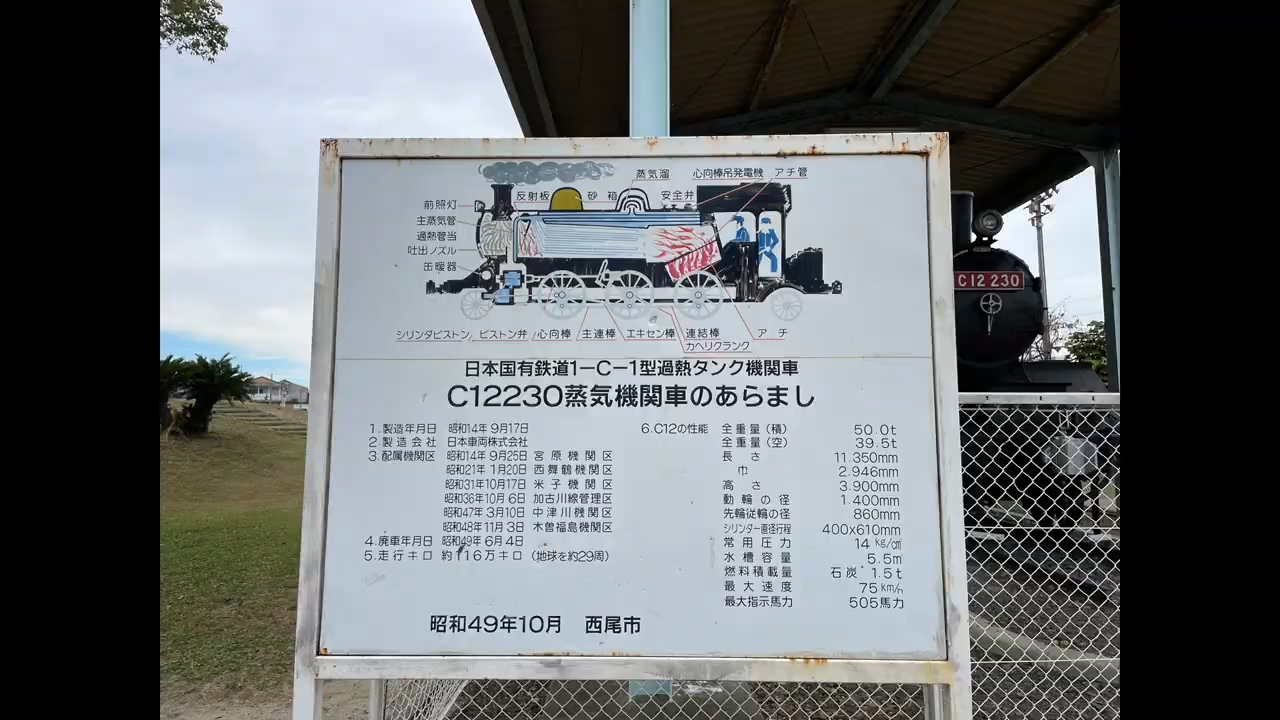 蒸気溜
心向棒吊発電機
アチ管
反射板
砂箱
安全弁
前照灯
主蒸気管
過熱管当
吐出ノズル
缶暖器
シリンダピストン
ピストン弁
心向棒
主連棒
エキセン棒
連結棒
アチ
カヘリクランク
日本国有鉄道1-C-1型過熱タンク機関車
C12230蒸気機関車のあらまし
1.製造年月日 昭和14年9月17日
2.製造会社 日本車両株式会社
3.配属機関区 昭和14年9月25日 宮原機関区
昭和21年1月20日 西舞鶴機関区
昭和31年10月17日 米子機関区
昭和36年10月6日 加古川線管理区
昭和47年3月10日 中津川機関区
昭和48年11月3日 木曽福島機関区
4.廃車年月日 昭和49年6月4日
5.走行キロ 約116万キロ (地球を約29周)
6.C12の性能 全重量(積) 50.0t
全重量(空) 39.5t
長さ 11.350mm
巾 2.946mm
高さ 3.900mm
動輪の径 1.400mm
先輪従輪の径 860mm
シリンダー直径行程 400x610mm
常用圧力 14kg/cm²
水槽容量 5.5㎥
燃料積載量 石炭 1.5t
最大速度 75km/h
最大指示馬力 505馬力
昭和49年10月 西尾市
C12 230